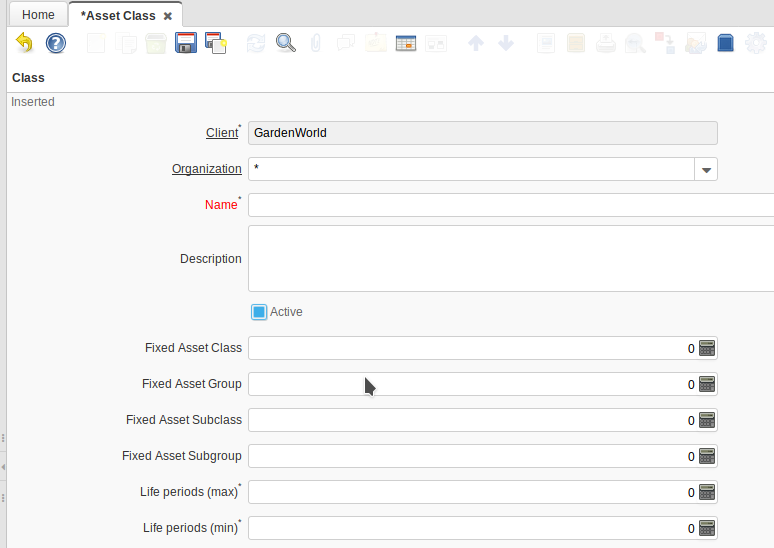 Home
*Asset Class
Class
Inserted
Client*
GardenWorld
Organization
*
Name*
Description
Active
Fixed Asset Class
0
Fixed Asset Group
0
Fixed Asset Subclass
0
Fixed Asset Subgroup
0
Life periods (max)*
0
Life periods (min)*
0